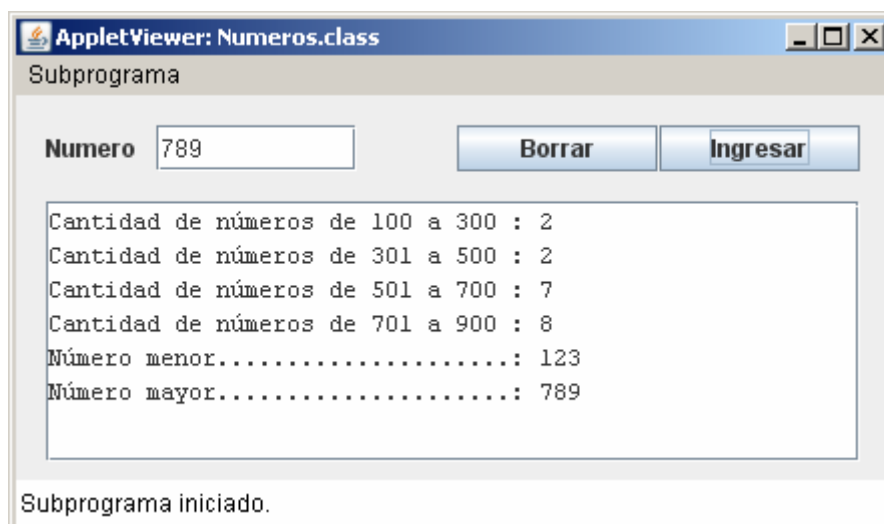 AppletViewer: Numeros.class
Subprograma
Numero 789 Borrar Ingresar
Cantidad de números de 100 a 300 : 2
Cantidad de números de 301 a 500 : 2
Cantidad de números de 501 a 700 : 7
Cantidad de números de 701 a 900 : 8
Número menor......................: 123
Número mayor......................: 789
Subprograma iniciado.